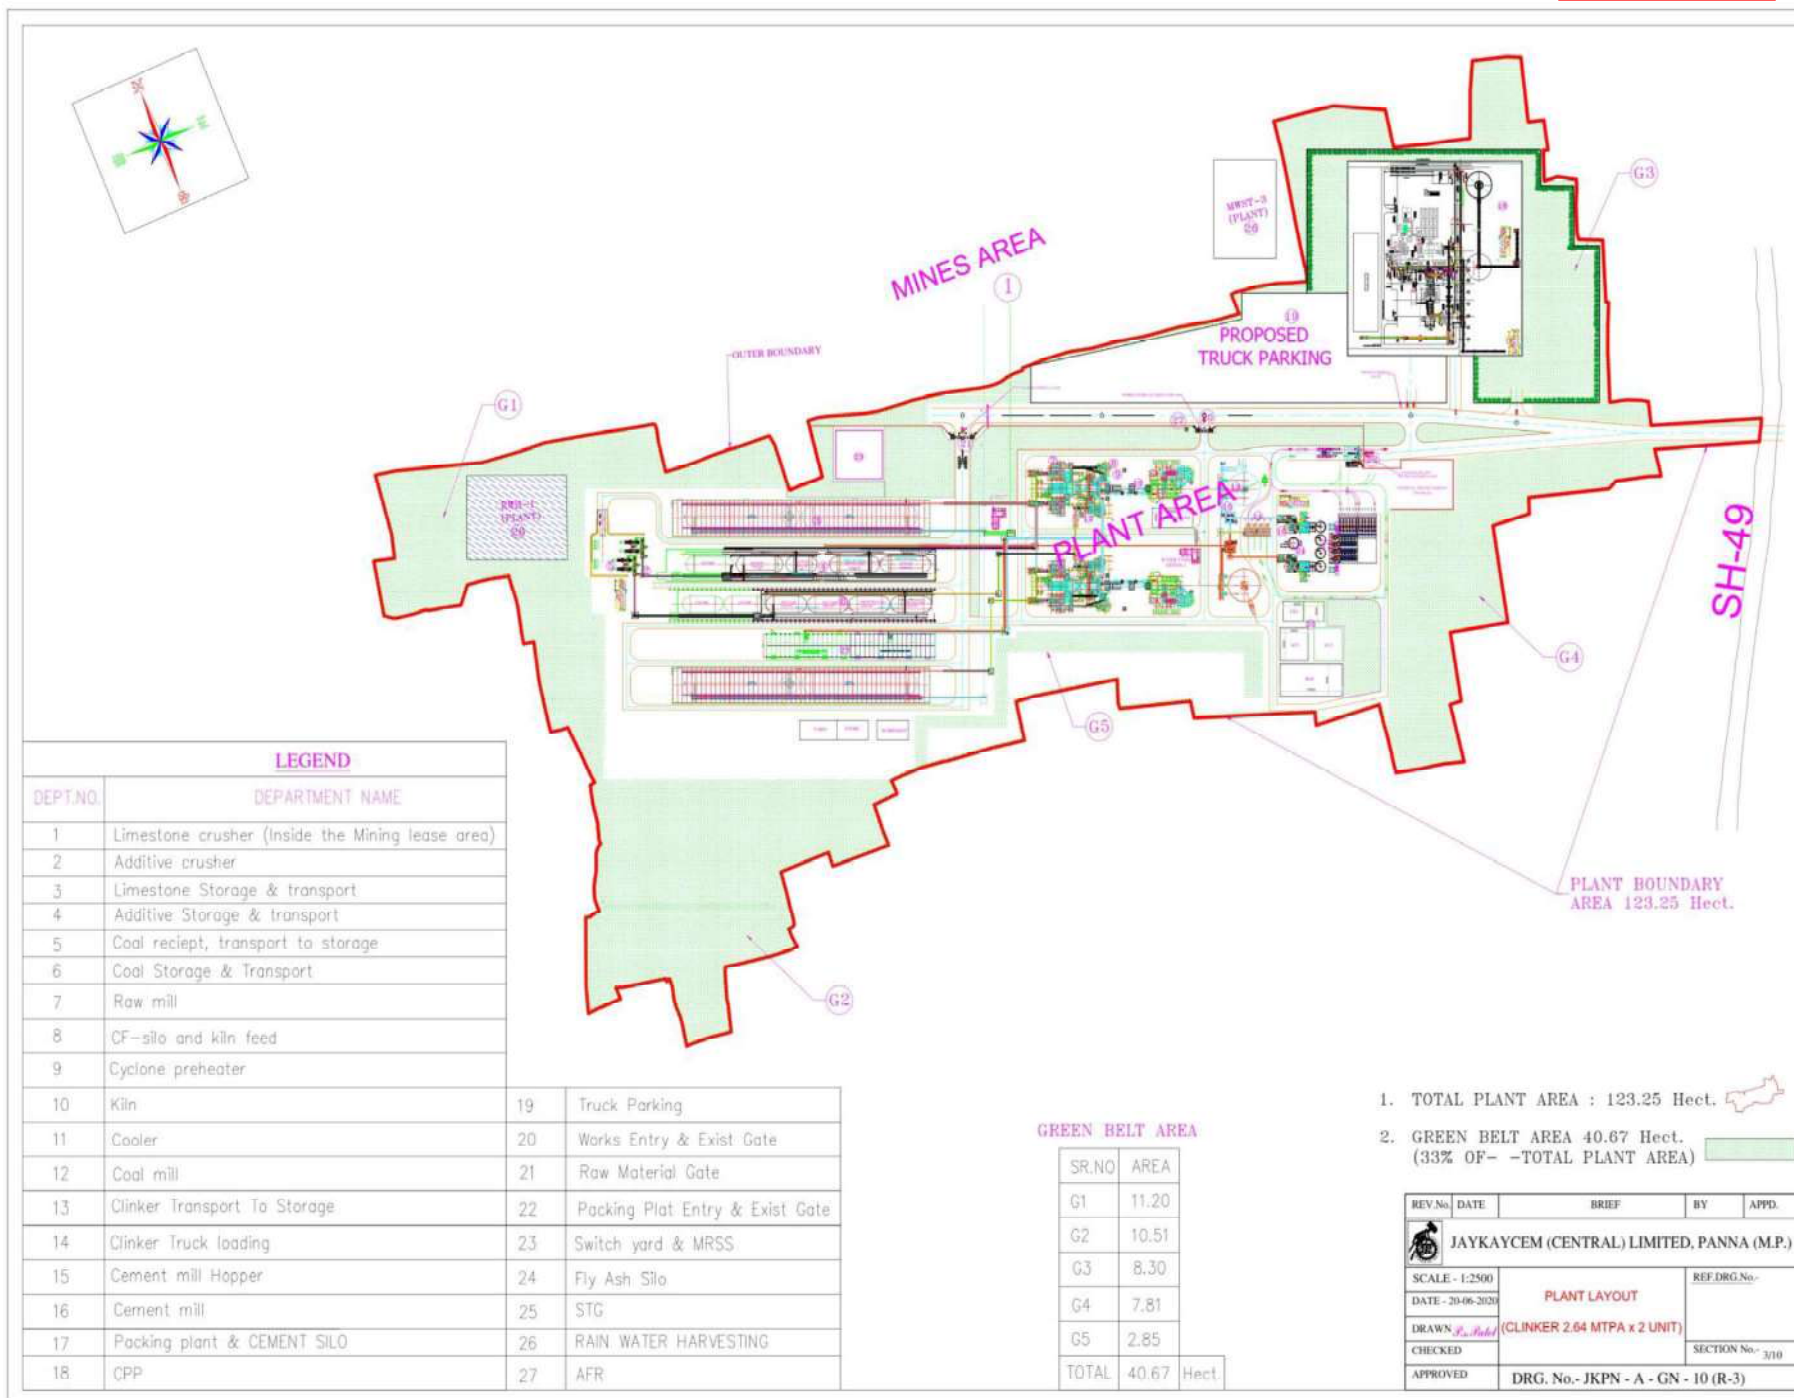 G3
MWST-3
(PLANT)
26
18
MINES AREA
1
19
PROPOSED
TRUCK PARKING
OUTER BOUNDARY
G1
RWH-1
(PLANT)
26
PLANT AREA
SH-49
G4
G5
PLANT BOUNDARY
AREA 123.25 Hect.
G2
LEGEND
DEPT.NO. DEPARTMENT NAME
1 Limestone crusher (Inside the Mining lease area)
2 Additive crusher
3 Limestone Storage & transport
4 Additive Storage & transport
5 Coal reciept, transport to storage
6 Coal Storage & Transport
7 Raw mill
8 CF-silo and kiln feed
9 Cyclone preheater
10 Kiln
11 Cooler
12 Coal mill
13 Clinker Transport To Storage
14 Clinker Truck loading
15 Cement mill Hopper
16 Cement mill
17 Packing plant & CEMENT SILO
18 CPP
19 Truck Parking
20 Works Entry & Exist Gate
21 Raw Material Gate
22 Packing Plat Entry & Exist Gate
23 Switch yard & MRSS
24 Fly Ash Silo
25 STG
26 RAIN WATER HARVESTING
27 AFR
GREEN BELT AREA
SR.NO AREA
G1 11.20
G2 10.51
G3 8.30
G4 7.81
G5 2.85
TOTAL 40.67 Hect.
1. TOTAL PLANT AREA : 123.25 Hect.
2. GREEN BELT AREA 40.67 Hect.
(33% OF- -TOTAL PLANT AREA)
REV.No. DATE BRIEF BY APPD.
JAYKAYCEM (CENTRAL) LIMITED, PANNA (M.P.)
SCALE - 1:2500
REF.DRG.No.-
DATE - 20-06-2020
PLANT LAYOUT
DRAWN
(CLINKER 2.64 MTPA x 2 UNIT)
CHECKED
SECTION No.- 3/10
APPROVED
DRG. No.- JKPN - A - GN - 10 (R-3)